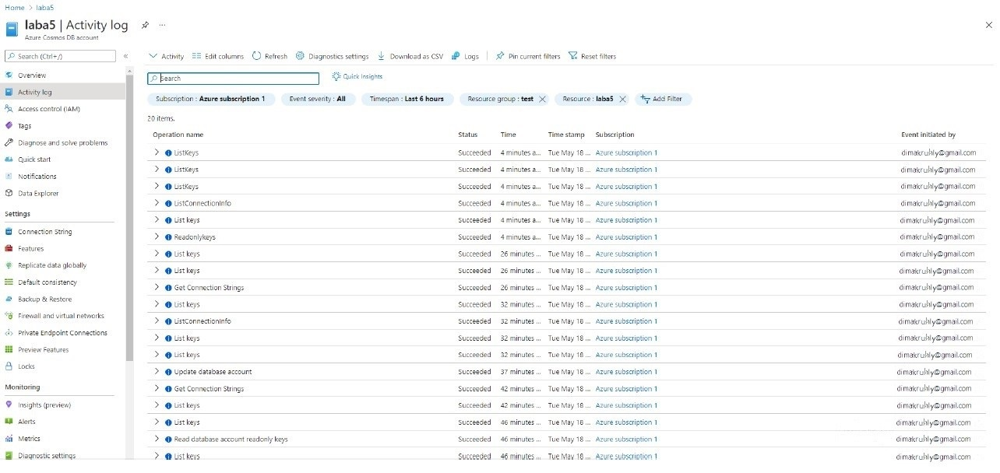 Home > laba5
laba5 | Activity log
Azure Cosmos DB account
Search (Ctrl+/)
«
Activity Edit columns Refresh Diagnostics settings Download as CSV Logs Pin current filters Reset filters
Overview
Activity log
Access control (IAM)
Tags
Diagnose and solve problems
Quick start
Notifications
Data Explorer
Settings
Connection String
Features
Replicate data globally
Default consistency
Backup & Restore
Firewall and virtual networks
Private Endpoint Connections
Preview Features
Locks
Monitoring
Insights (preview)
Alerts
Metrics
Diagnostic settings
Search
Quick Insights
Subscription : Azure subscription 1 Event severity : All Timespan : Last 6 hours Resource group : test Resource : laba5 Add Filter
20 items.
Operation name Status Time Time stamp Subscription Event initiated by
ListKeys Succeeded 4 minutes a... Tue May 18 ... Azure subscription 1 dimakruhly@gmail.com
ListKeys Succeeded 4 minutes a... Tue May 18 ... Azure subscription 1 dimakruhly@gmail.com
ListKeys Succeeded 4 minutes a... Tue May 18 ... Azure subscription 1 dimakruhly@gmail.com
ListConnectionInfo Succeeded 4 minutes a... Tue May 18 ... Azure subscription 1 dimakruhly@gmail.com
List keys Succeeded 4 minutes a... Tue May 18 ... Azure subscription 1 dimakruhly@gmail.com
Readonlykeys Succeeded 4 minutes a... Tue May 18 ... Azure subscription 1 dimakruhly@gmail.com
List keys Succeeded 26 minutes ... Tue May 18 ... Azure subscription 1 dimakruhly@gmail.com
List keys Succeeded 26 minutes ... Tue May 18 ... Azure subscription 1 dimakruhly@gmail.com
Get Connection Strings Succeeded 26 minutes ... Tue May 18 ... Azure subscription 1 dimakruhly@gmail.com
List keys Succeeded 32 minutes ... Tue May 18 ... Azure subscription 1 dimakruhly@gmail.com
ListConnectionInfo Succeeded 32 minutes ... Tue May 18 ... Azure subscription 1 dimakruhly@gmail.com
List keys Succeeded 32 minutes ... Tue May 18 ... Azure subscription 1 dimakruhly@gmail.com
List keys Succeeded 32 minutes ... Tue May 18 ... Azure subscription 1 dimakruhly@gmail.com
Update database account Succeeded 37 minutes ... Tue May 18 ... Azure subscription 1 dimakruhly@gmail.com
Get Connection Strings Succeeded 42 minutes ... Tue May 18 ... Azure subscription 1 dimakruhly@gmail.com
List keys Succeeded 42 minutes ... Tue May 18 ... Azure subscription 1 dimakruhly@gmail.com
List keys Succeeded 46 minutes ... Tue May 18 ... Azure subscription 1 dimakruhly@gmail.com
Read database account readonly keys Succeeded 46 minutes ... Tue May 18 ... Azure subscription 1 dimakruhly@gmail.com
List keys Succeeded 46 minutes ... Tue May 18 ... Azure subscription 1 dimakruhly@gmail.com